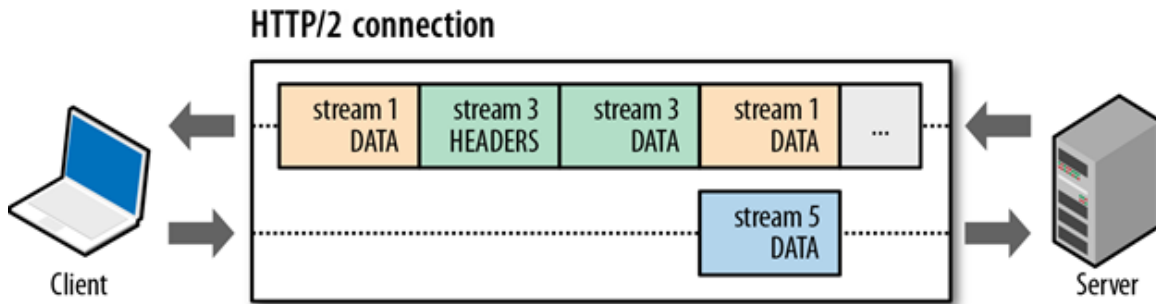 HTTP/2 connection
stream 1
DATA
stream 3
HEADERS
stream 3
DATA
stream 1
DATA
...
stream 5
DATA
Client
Server